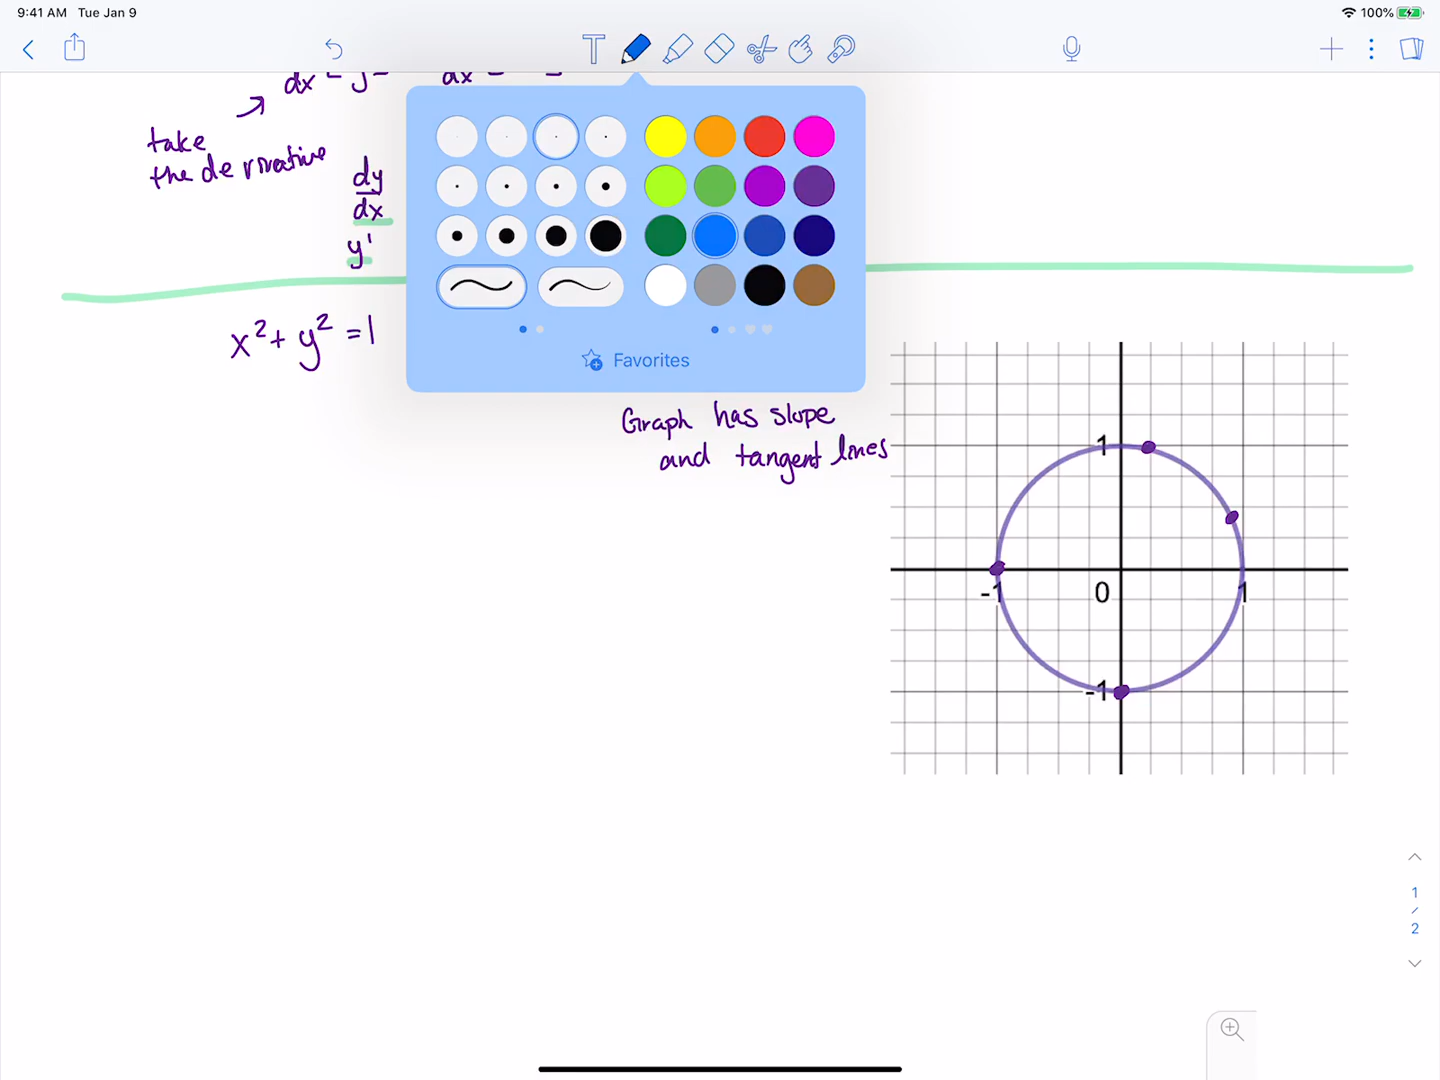 9:41 AM Tue Jan 9
100%
T
take
the derivative
dy
dx
y'
x²+ y² =1
Favorites
Graph has slope
and tangent lines
1
-1
0
1
-1
1
/
2